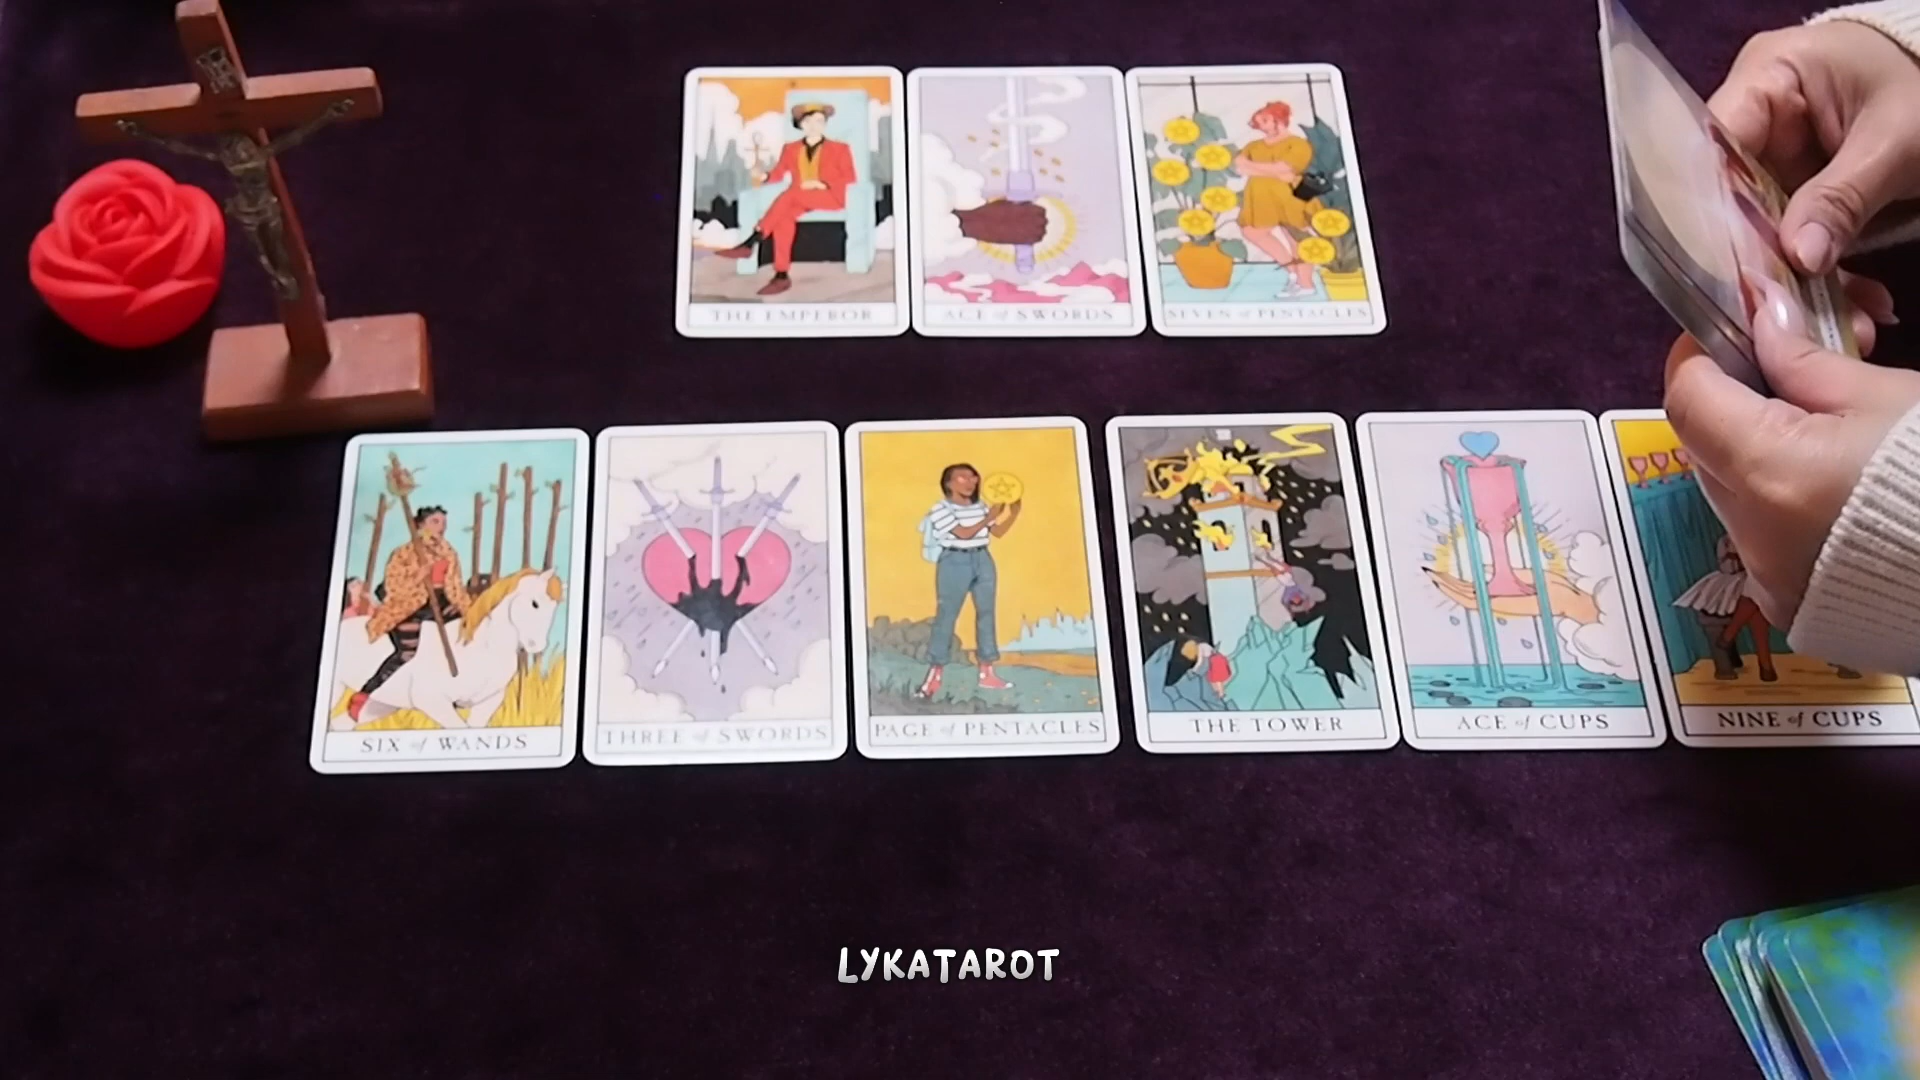 THE EMPEROR
ACE of SWORDS
SEVEN of PENTACLES
SIX of WANDS
THREE of SWORDS
PAGE of PENTACLES
THE TOWER
ACE of CUPS
NINE of CUPS
LYKATAROT